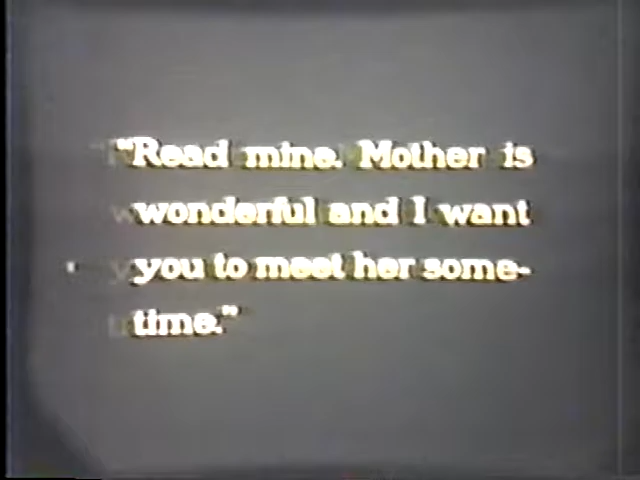 "Read mine. Mother is
wonderful and I want
you to meet her some-
time."